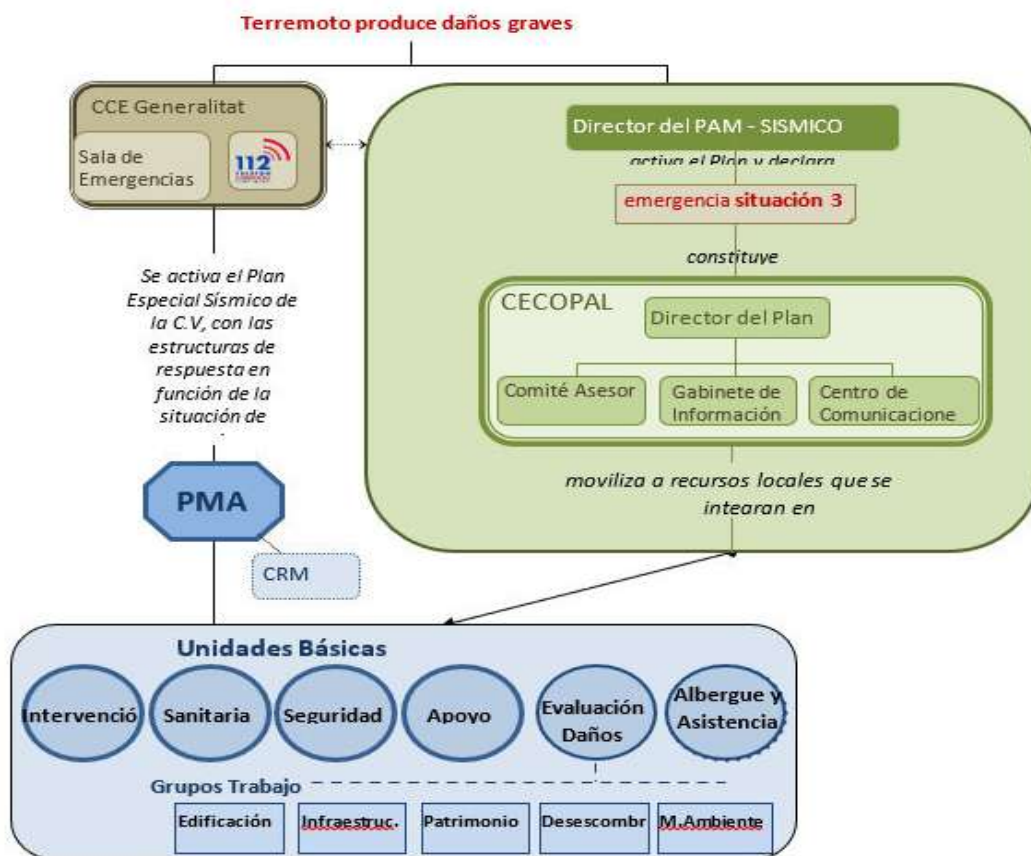 Terremoto produce daños graves
CCE Generalitat
Sala de
Emergencias
112
Director del PAM - SISMICO
activa el Plan y declara
emergencia situación 3
constituye
CECOPAL
Director del Plan
Comité Asesor
Gabinete de
Información
Centro de
Comunicacione
moviliza a recursos locales que se
integran en
Se activa el Plan
Especial Sísmico de
la C.V, con las
estructuras de
respuesta en
función de la
situación de
PMA
CRM
Unidades Básicas
Intervenció
Sanitaria
Seguridad
Apoyo
Evaluación
Daños
Albergue y
Asistencia
Grupos Trabajo
Edificación
Infraestruc.
Patrimonio
Desescombr
M.Ambiente